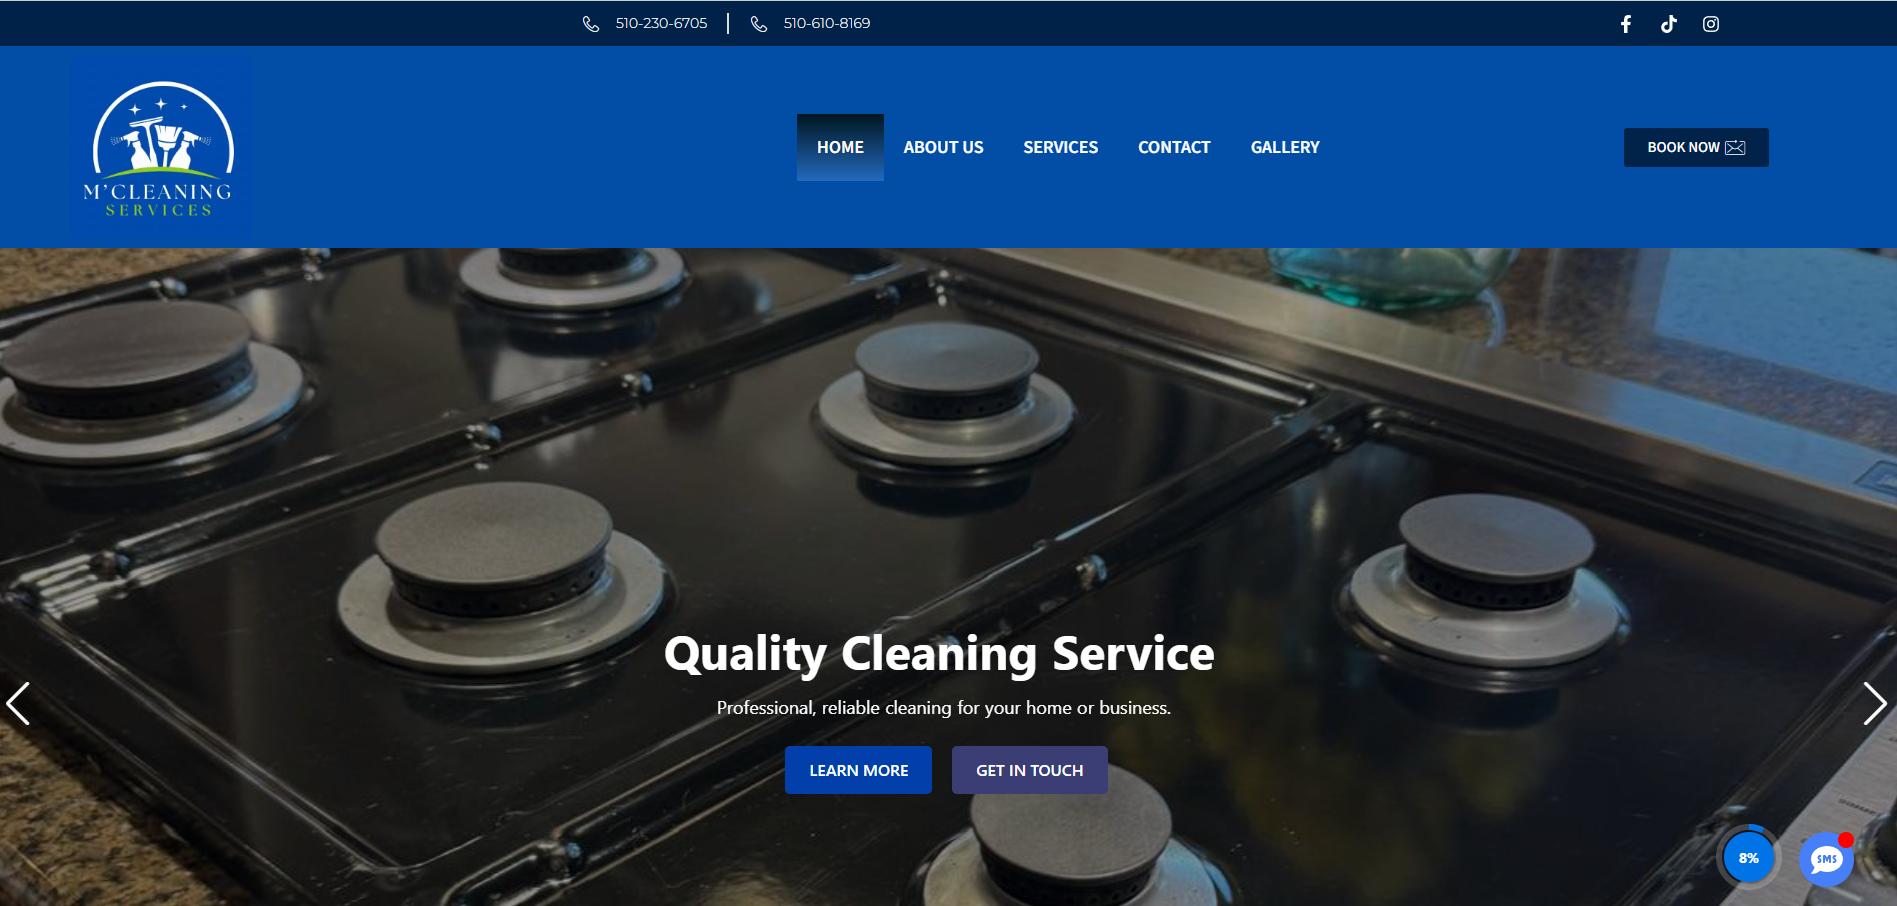 510-230-6705 510-610-8169
M'CLEANING
SERVICES
HOME ABOUT US SERVICES CONTACT GALLERY
BOOK NOW
Quality Cleaning Service
Professional, reliable cleaning for your home or business.
LEARN MORE GET IN TOUCH
8%
SMS